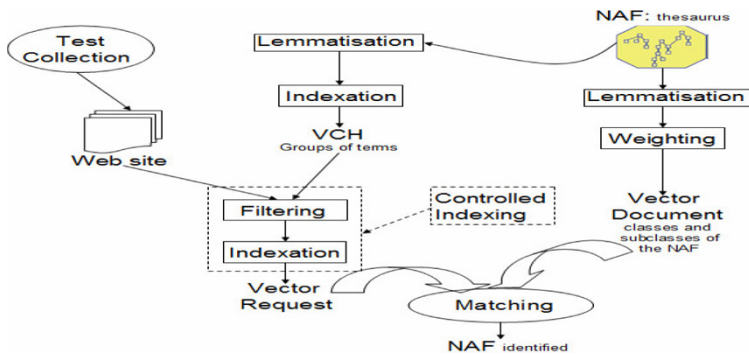 NAF: thesaurus
Test
Collection
Lemmatisation
Lemmatisation
Indexation
Weighting
VCH
Groups of terms
Web site
Vector
Document
classes and
subclasses of
the NAF
Filtering
Controlled
Indexing
Indexation
Vector
Request
Matching
NAF identified